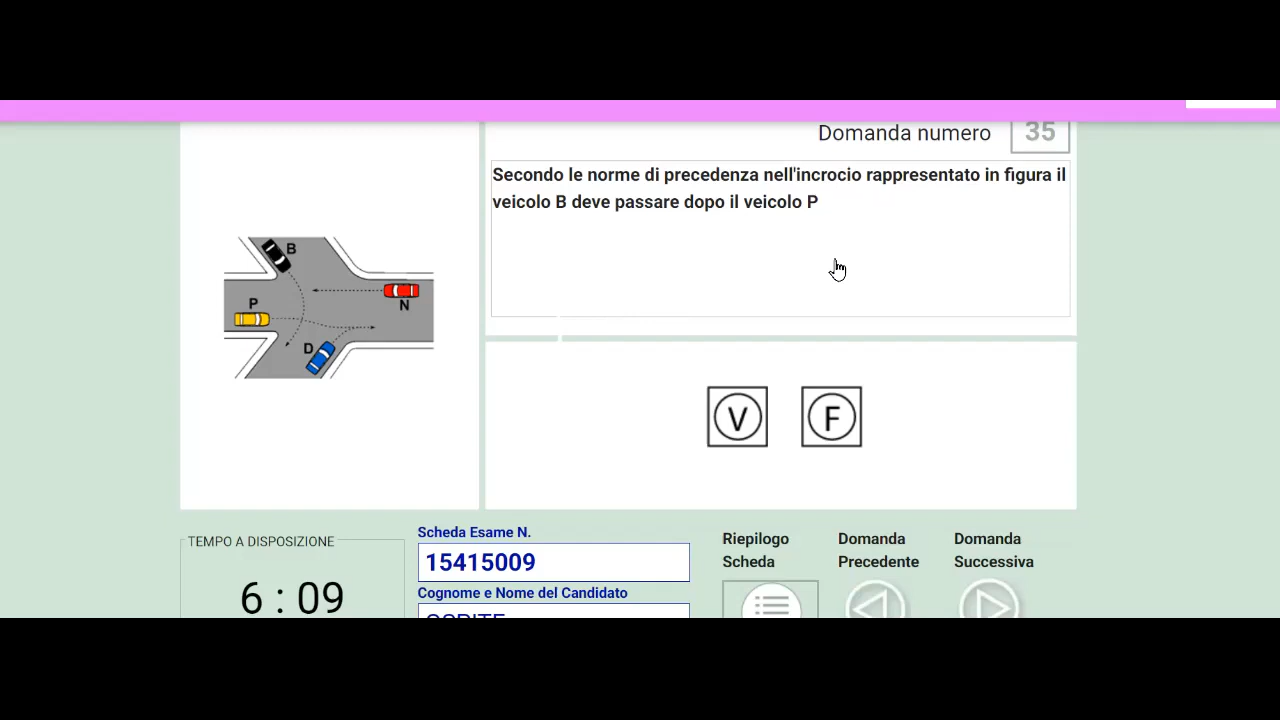 Domanda numero 35
Secondo le norme di precedenza nell'incrocio rappresentato in figura il
veicolo B deve passare dopo il veicolo P
B
P
N
D
V F
TEMPO A DISPOSIZIONE
6 : 09
Scheda Esame N.
15415009
Cognome e Nome del Candidato
Riepilogo
Scheda
Domanda
Precedente
Domanda
Successiva